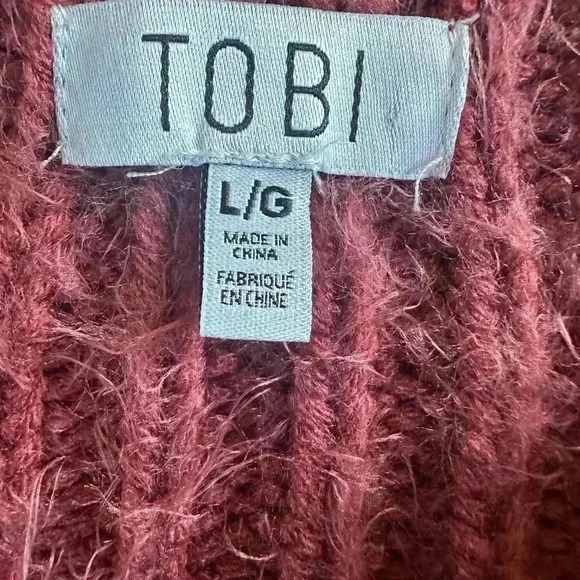 TOBI
L/G
MADE IN
CHINA
FABRIQUÉ
EN CHINE